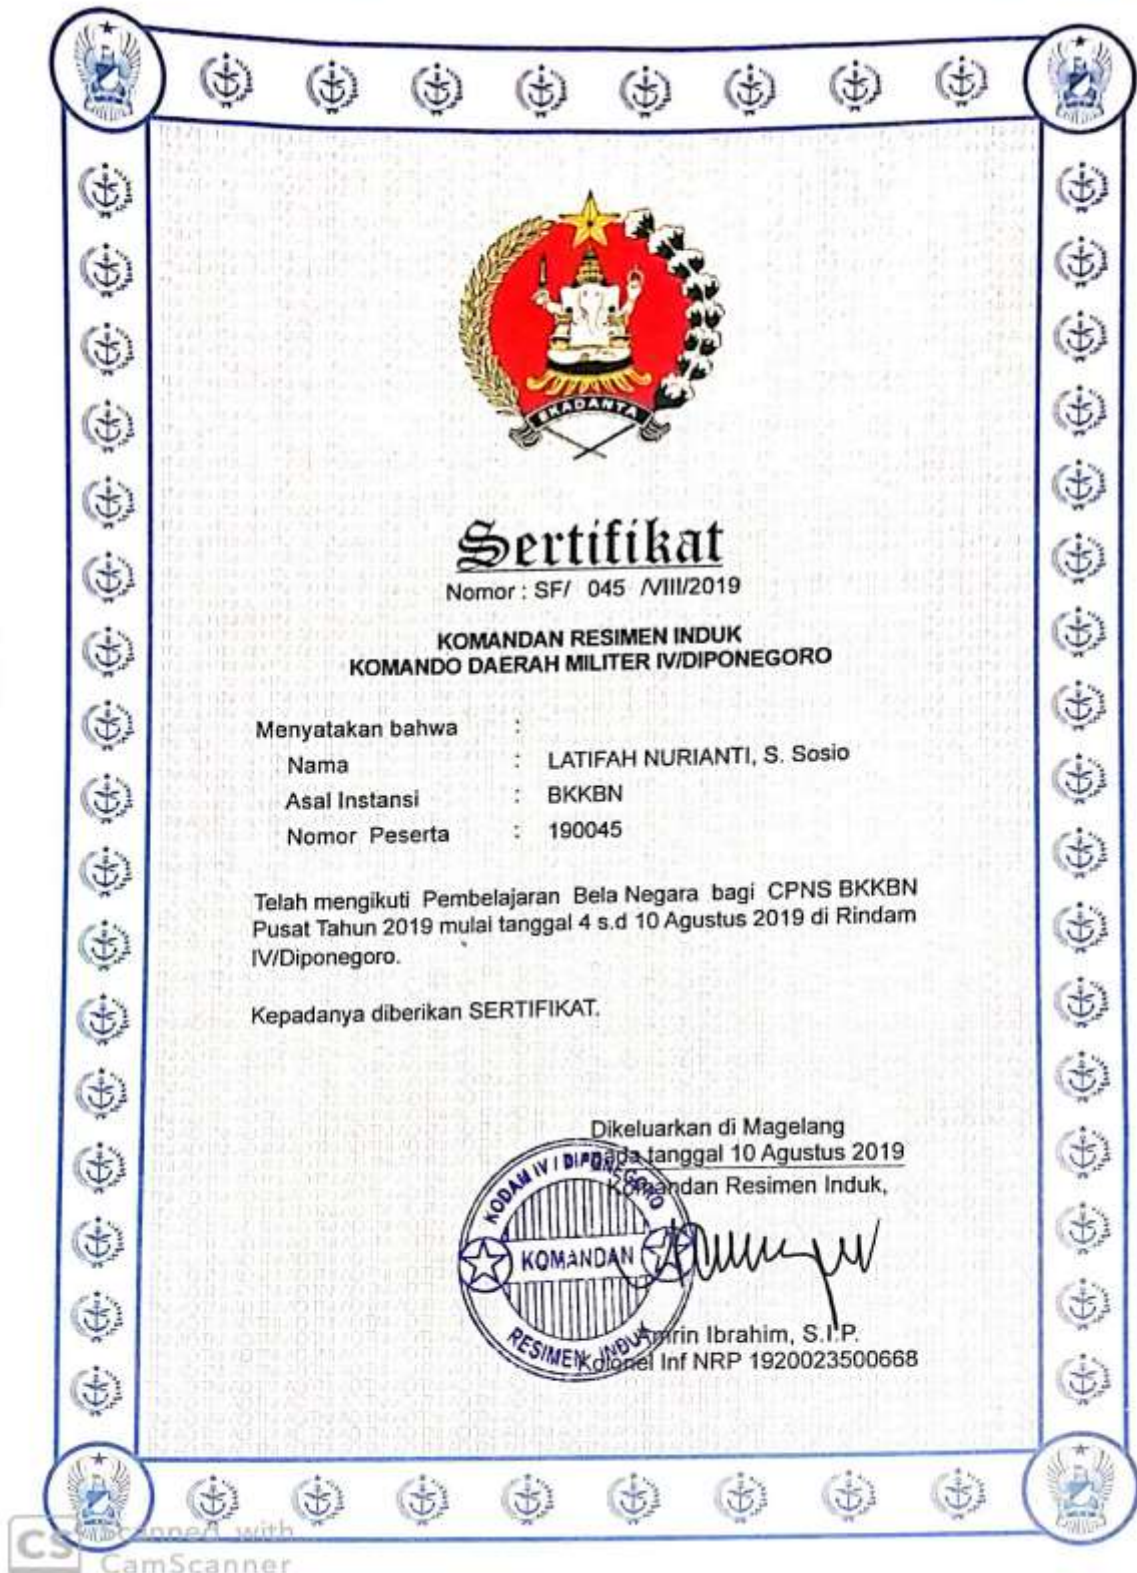 EKADANTA
Sertifikat
Nomor : SF/ 045 /VIII/2019
KOMANDAN RESIMEN INDUK
KOMANDO DAERAH MILITER IV/DIPONEGORO
Menyatakan bahwa :
Nama : LATIFAH NURIANTI, S. Sosio
Asal Instansi : BKKBN
Nomor Peserta : 190045
Telah mengikuti Pembelajaran Bela Negara bagi CPNS BKKBN
Pusat Tahun 2019 mulai tanggal 4 s.d 10 Agustus 2019 di Rindam
IV/Diponegoro.
Kepadanya diberikan SERTIFIKAT.
Dikeluarkan di Magelang
pada tanggal 10 Agustus 2019
Komandan Resimen Induk,
KODAM IV / DIPONEGORO
KOMANDAN
RESIMEN INDUK
Amrin Ibrahim, S.I.P.
Kolonel Inf NRP 1920023500668
CS Scanned with
CamScanner